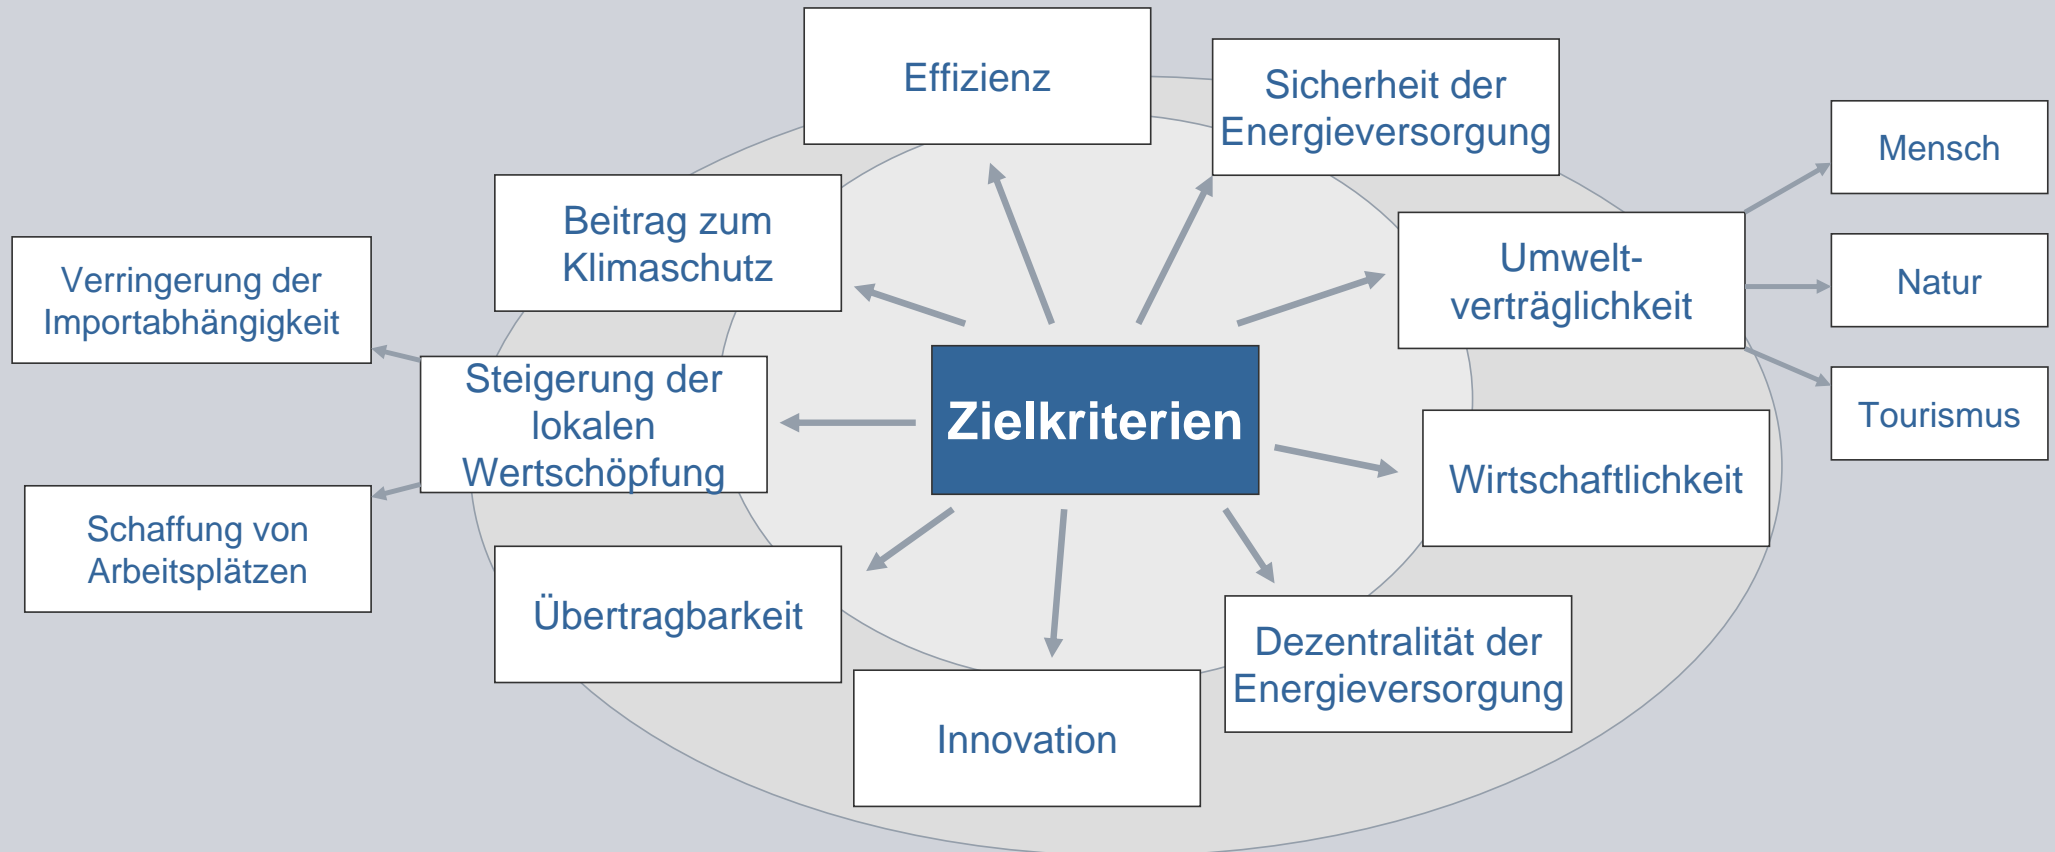 Effizienz
Sicherheit der
Energieversorgung
Mensch
Beitrag zum
Klimaschutz
Umwelt-
verträglichkeit
Natur
Verringerung der
Importabhängigkeit
Steigerung der
lokalen
Wertschöpfung
Zielkriterien
Tourismus
Wirtschaftlichkeit
Schaffung von
Arbeitsplätzen
Übertragbarkeit
Dezentralität der
Energieversorgung
Innovation